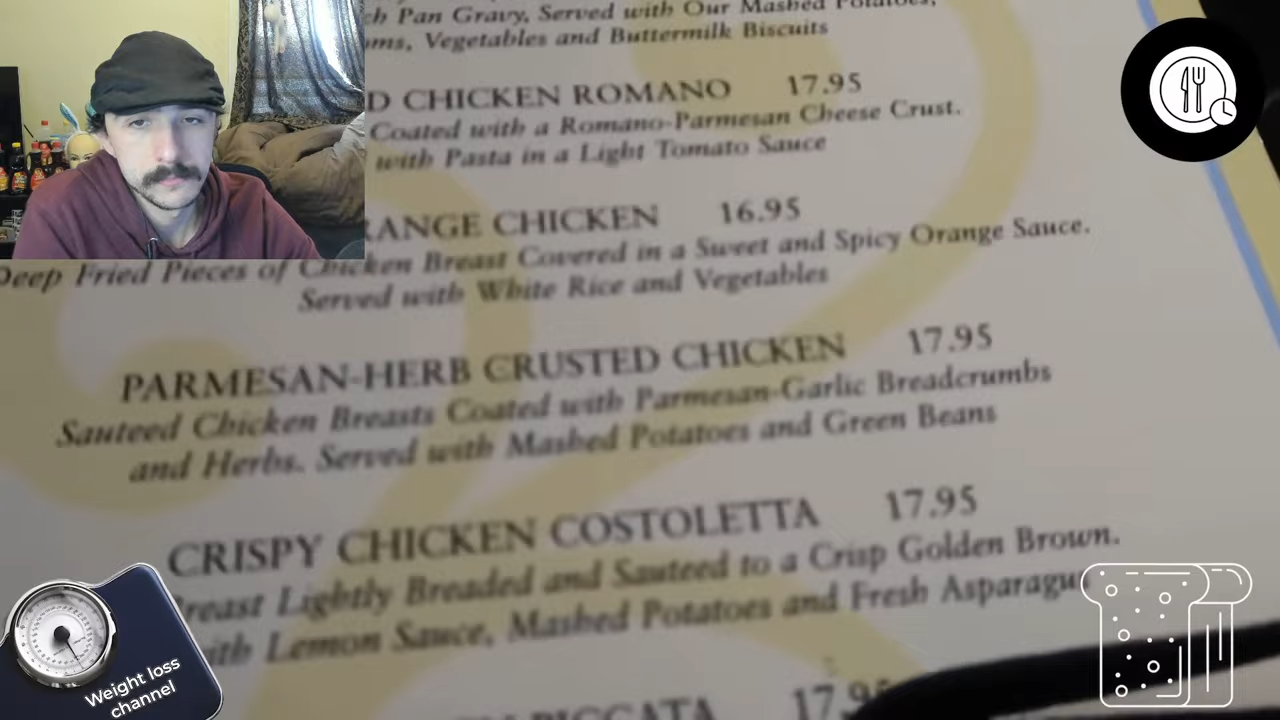 ch Pan Gravy, Served with Our Mashed Potatoes,
oms, Vegetables and Buttermilk Biscuits
D CHICKEN ROMANO 17.95
Coated with a Romano-Parmesan Cheese Crust.
with Pasta in a Light Tomato Sauce
RANGE CHICKEN 16.95
Deep Fried Pieces of Chicken Breast Covered in a Sweet and Spicy Orange Sauce.
Served with White Rice and Vegetables
PARMESAN-HERB CRUSTED CHICKEN 17.95
Sauteed Chicken Breasts Coated with Parmesan-Garlic Breadcrumbs
and Herbs. Served with Mashed Potatoes and Green Beans
CRISPY CHICKEN COSTOLETTA 17.95
Breast Lightly Breaded and Sauteed to a Crisp Golden Brown.
with Lemon Sauce, Mashed Potatoes and Fresh Asparagus
PICCATA 17.95
Weight loss
channel